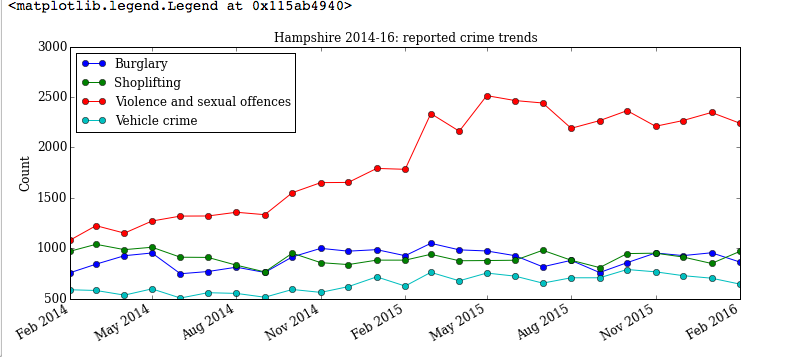 <matplotlib.legend.Legend at 0x115ab4940>
Hampshire 2014-16: reported crime trends
3000
2500
2000
1500
1000
500
Count
Burglary
Shoplifting
Violence and sexual offences
Vehicle crime
Feb 2014
May 2014
Aug 2014
Nov 2014
Feb 2015
May 2015
Aug 2015
Nov 2015
Feb 2016